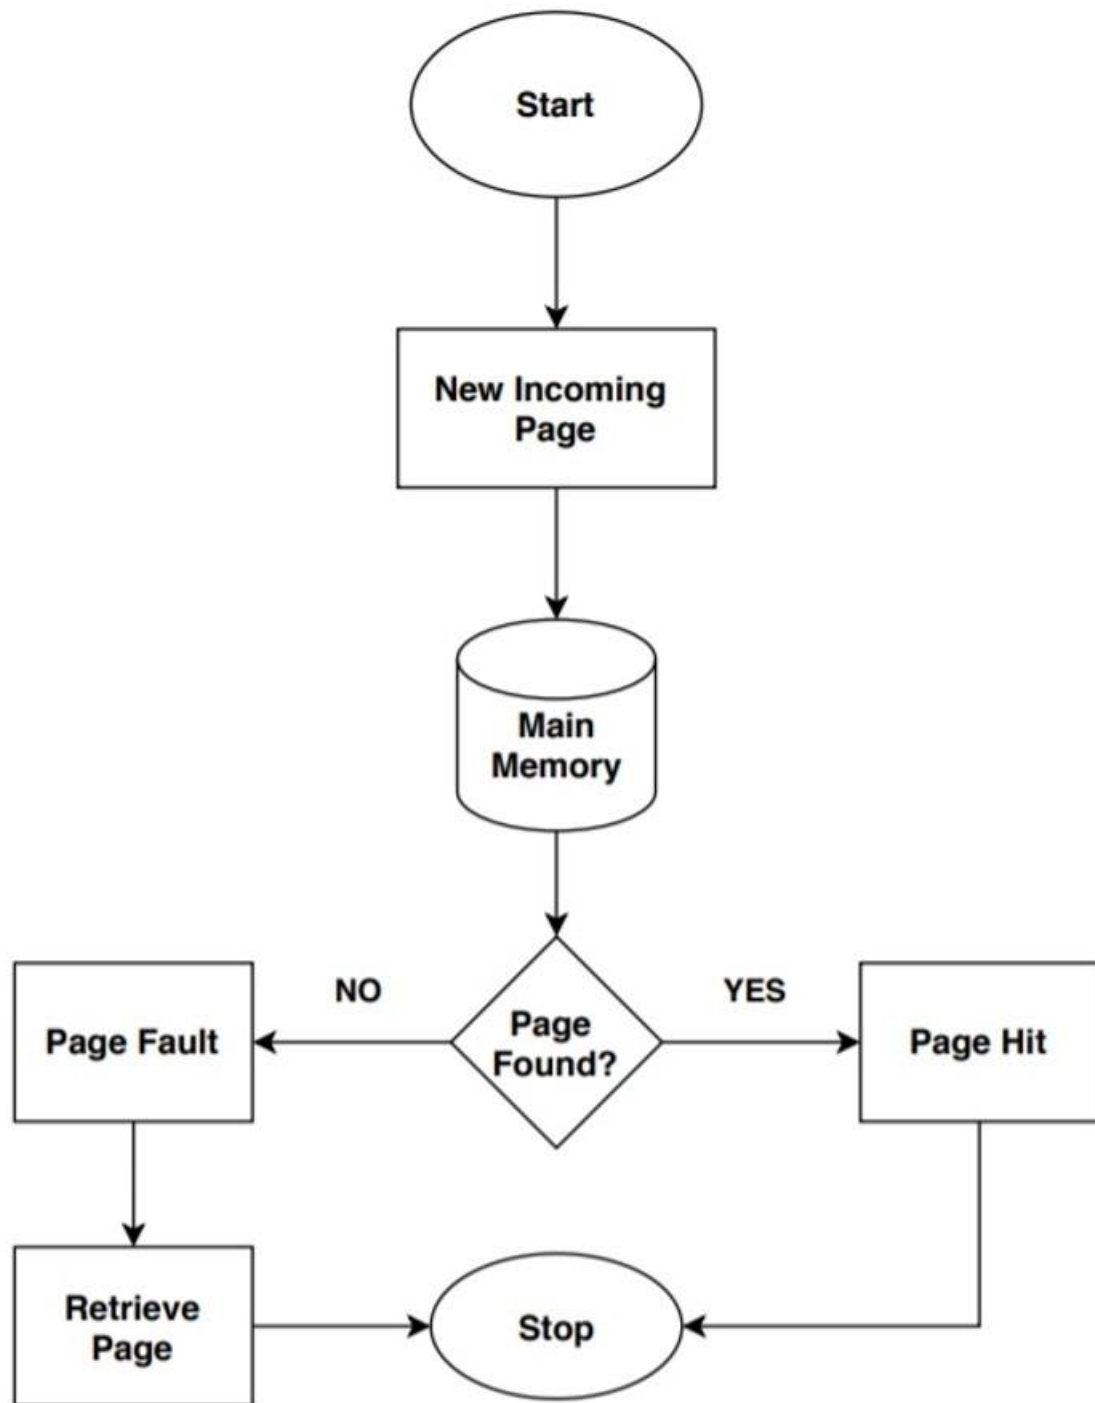 Start
New Incoming
Page
Main
Memory
NO
YES
Page Fault
Page
Found?
Page Hit
Retrieve
Page
Stop